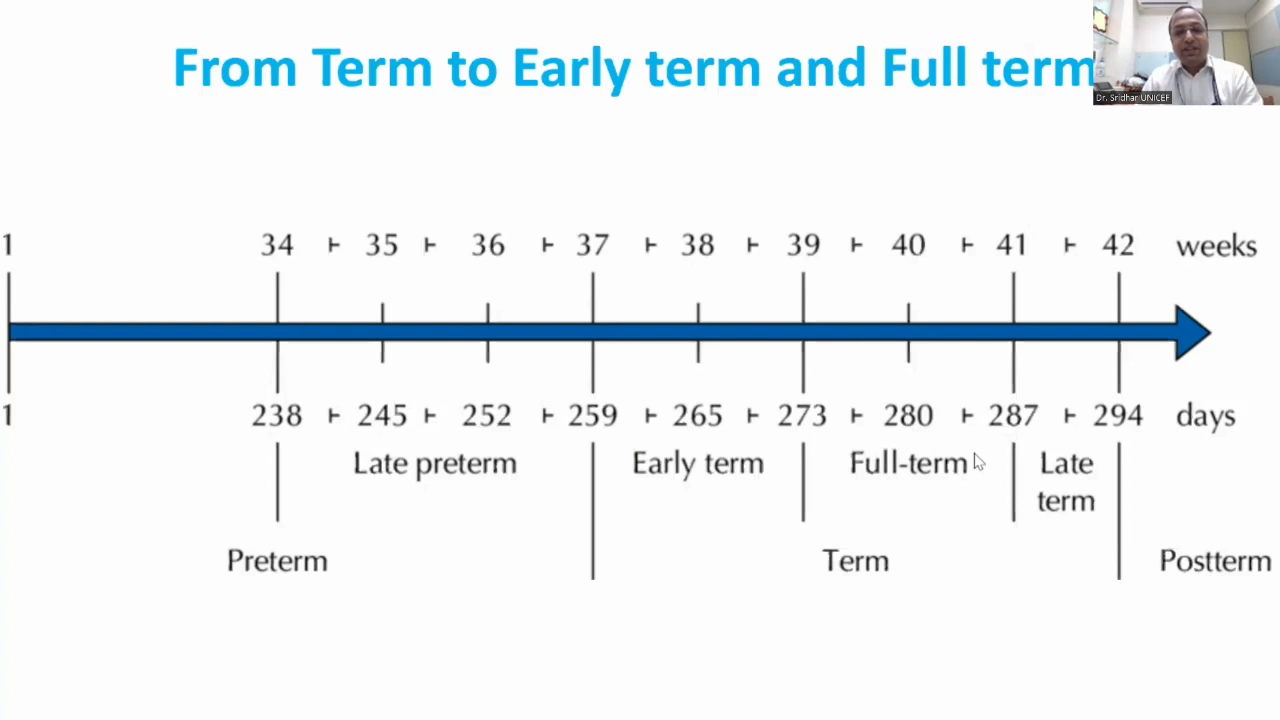 From Term to Early term and Full term
Dr. Sridhar UNICEF
1 34 35 36 37 38 39 40 41 42 weeks
1 238 245 252 259 265 273 280 287 294 days
Late preterm Early term Full-term Late
term
Preterm Term Postterm